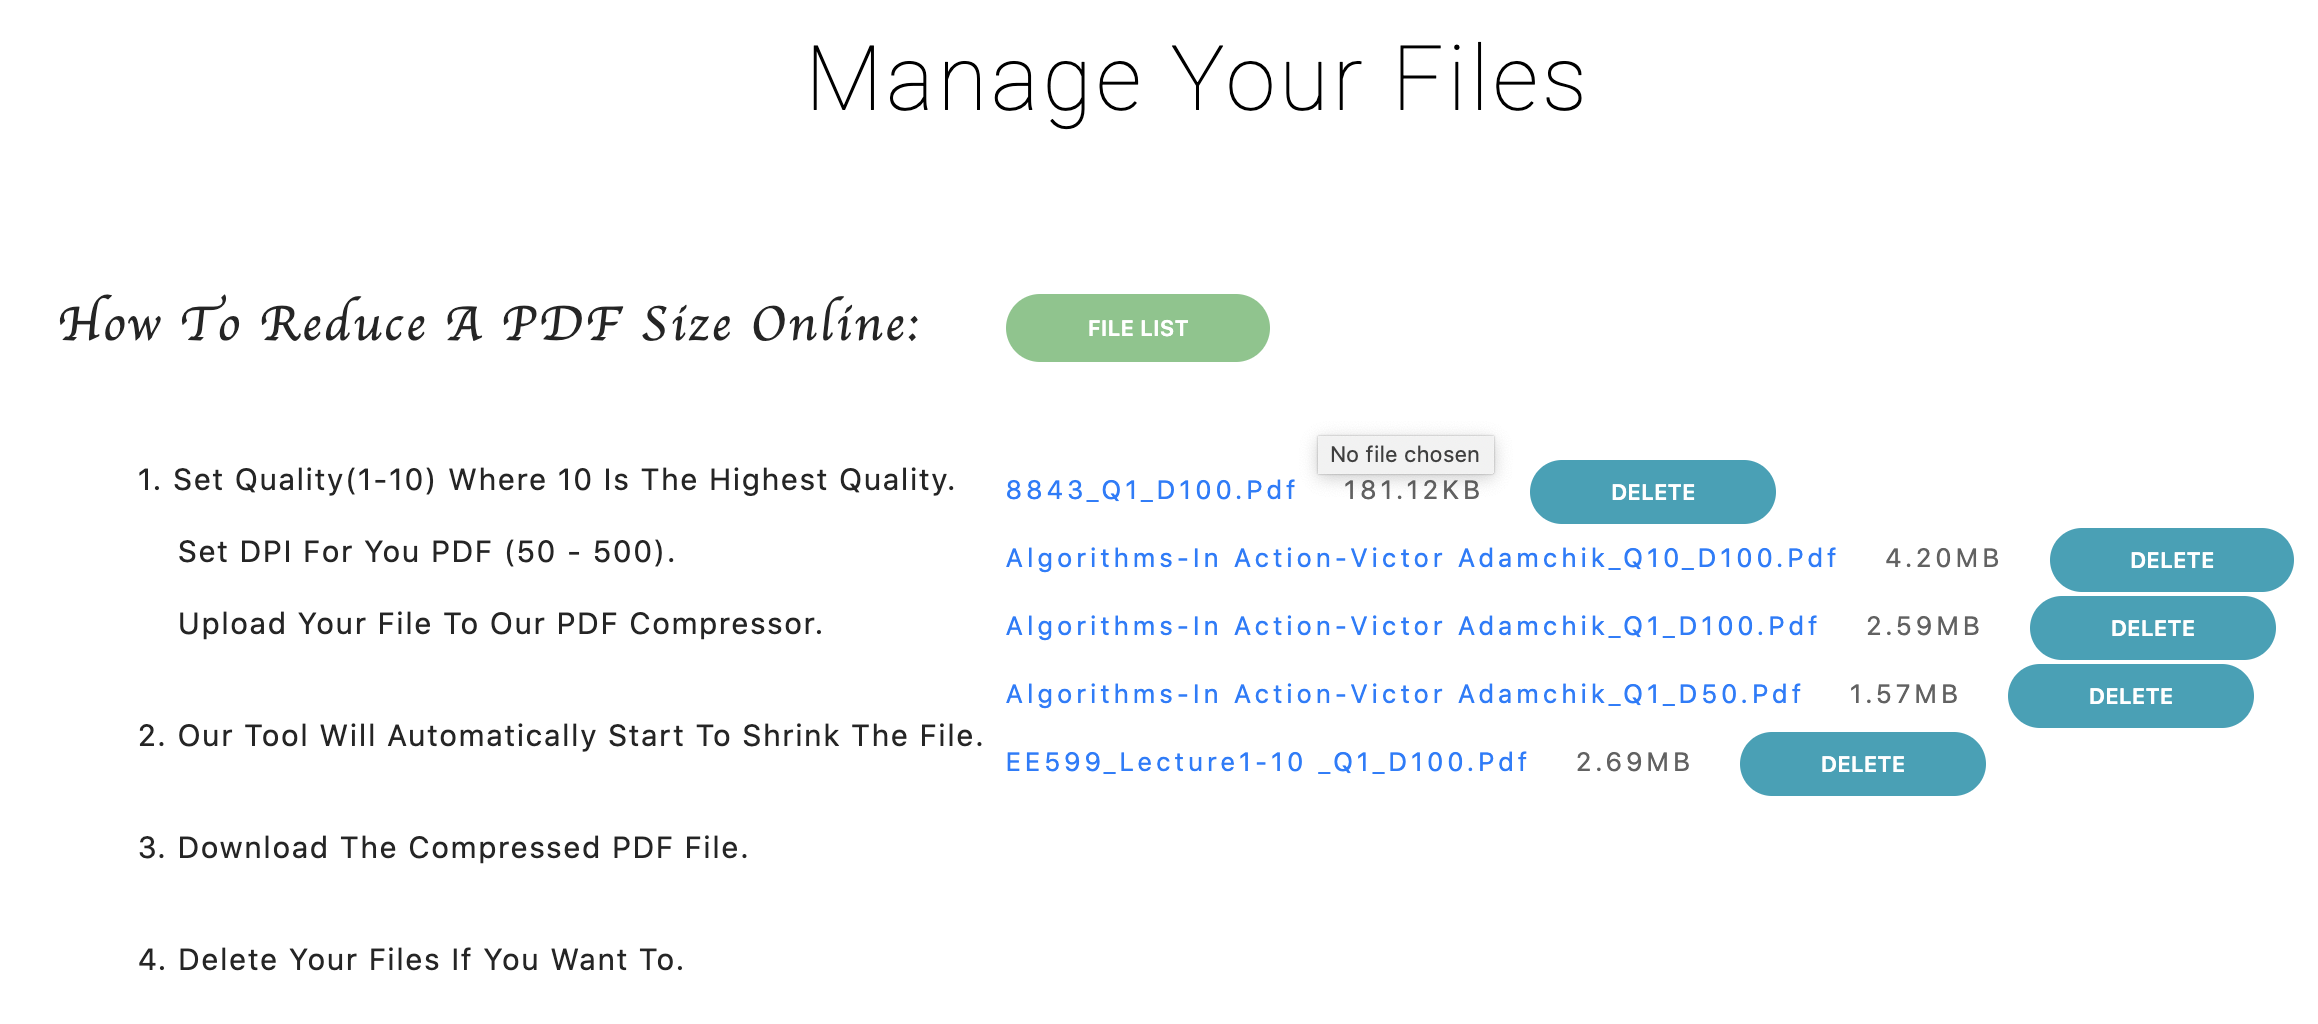 Manage Your Files
How To Reduce A PDF Size Online:
FILE LIST
1. Set Quality(1-10) Where 10 Is The Highest Quality.
Set DPI For You PDF (50 - 500).
Upload Your File To Our PDF Compressor.
2. Our Tool Will Automatically Start To Shrink The File.
3. Download The Compressed PDF File.
4. Delete Your Files If You Want To.
No file chosen
8843_Q1_D100.Pdf 181.12KB DELETE
Algorithms-In Action-Victor Adamchik_Q10_D100.Pdf 4.20MB DELETE
Algorithms-In Action-Victor Adamchik_Q1_D100.Pdf 2.59MB DELETE
Algorithms-In Action-Victor Adamchik_Q1_D50.Pdf 1.57MB DELETE
EE599_Lecture1-10 _Q1_D100.Pdf 2.69MB DELETE